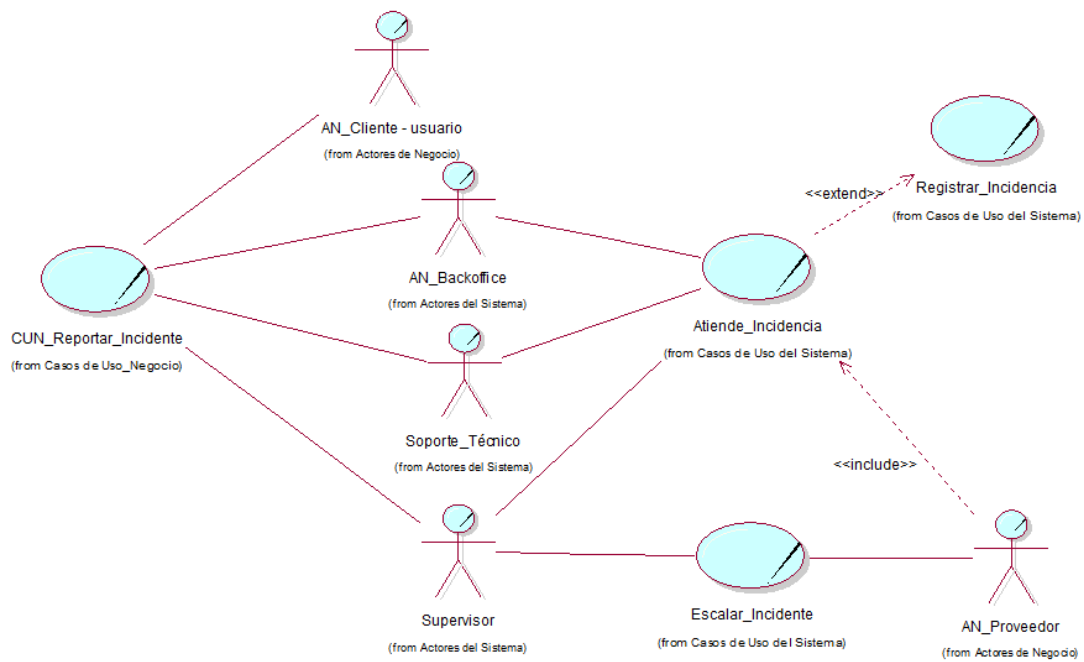 AN_Cliente - usuario
(from Actores de Negocio)
<<extend>>
Registrar_Incidencia
(from Casos de Uso del Sistema)
AN_Backoffice
(from Actores del Sistema)
CUN_Reportar_Incidente
(from Casos de Uso_Negocio)
Atiende_Incidencia
(from Casos de Uso del Sistema)
Soporte_Técnico
(from Actores del Sistema)
<<include>>
Supervisor
(from Actores del Sistema)
Escalar_Incidente
(from Casos de Uso del Sistema)
AN_Proveedor
(from Actores de Negocio)